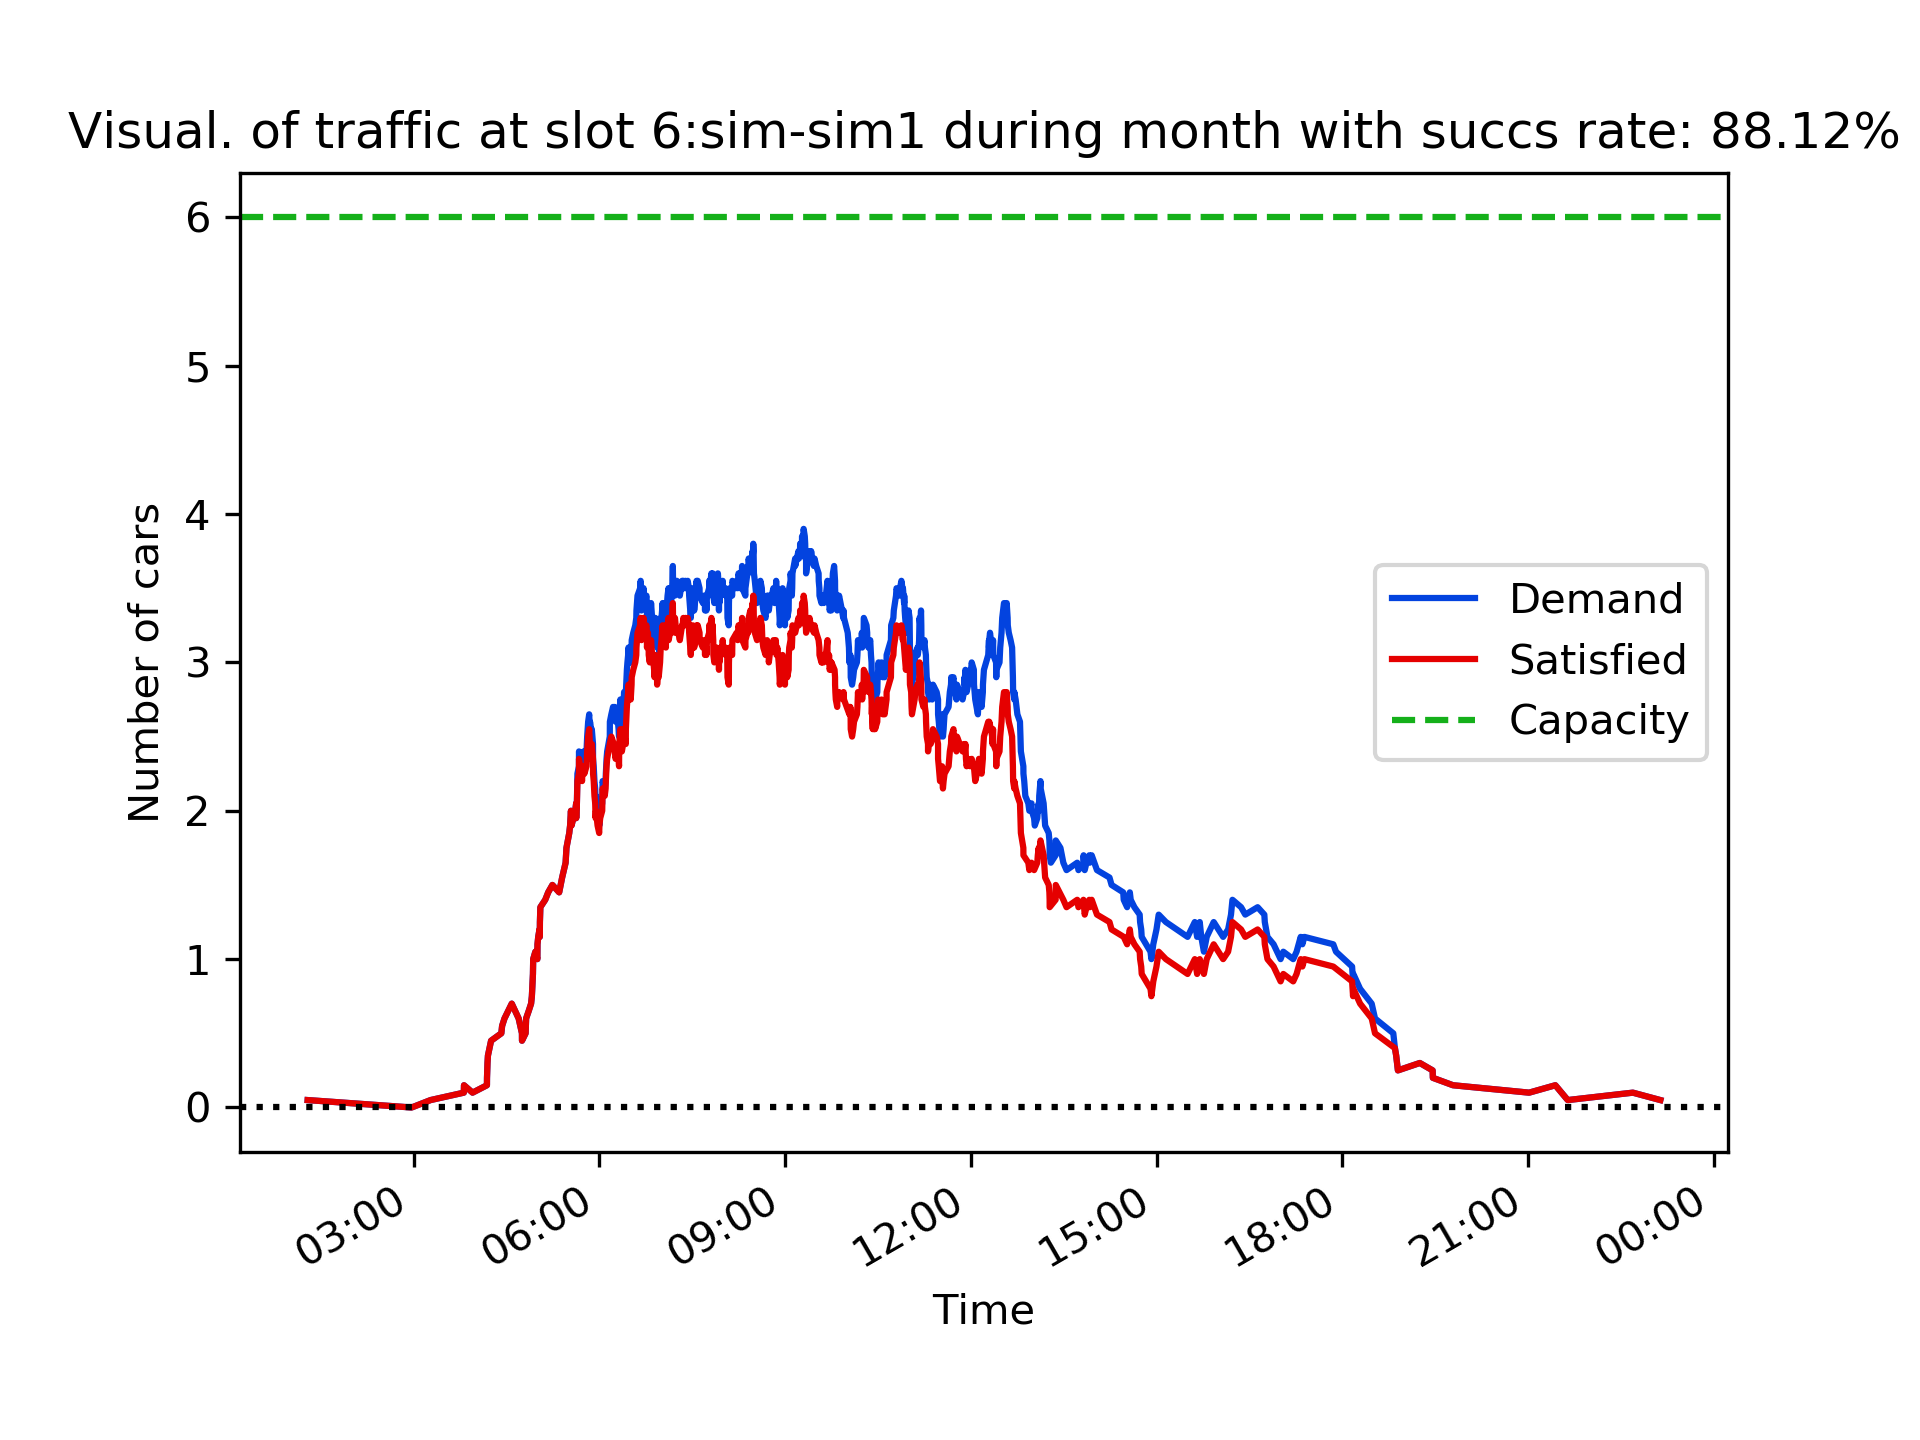 Visual. of traffic at slot 6:sim-sim1 during month with succs rate: 88.12%
6
5
4
3
2
1
0
Number of cars
Demand
Satisfied
Capacity
03:00
06:00
09:00
12:00
15:00
18:00
21:00
00:00
Time